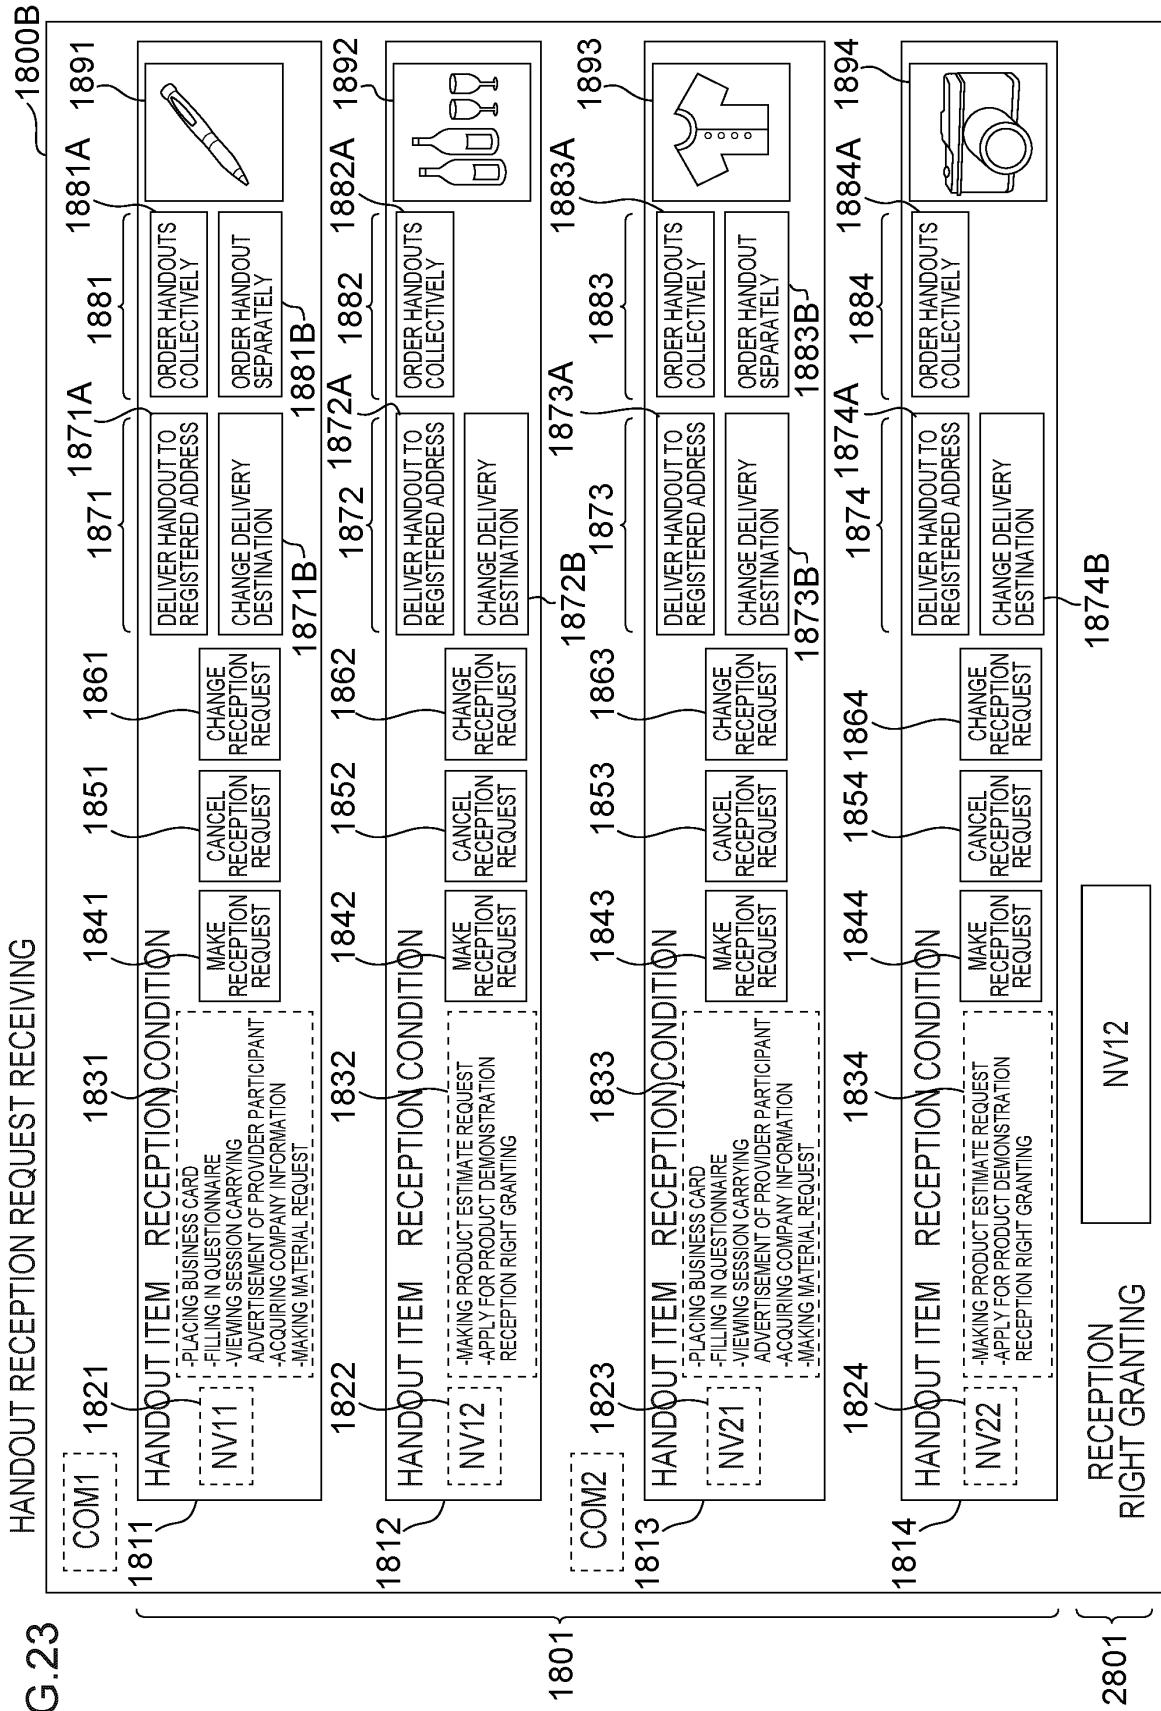 G.23
HANDOUT RECEPTION REQUEST RECEIVING
1800B
COM1
1811
1821
1831
1841
1851
1861
1871
1871A
1881
1881A
1891
HANDOUT ITEM
RECEPTION CONDITION
NV11
-PLACING BUSINESS CARD
-FILLING IN QUESTIONNAIRE
-VIEWING SESSION CARRYING
ADVERTISEMENT OF PROVIDER PARTICIPANT
-ACQUIRING COMPANY INFORMATION
-MAKING MATERIAL REQUEST
MAKE
RECEPTION
REQUEST
CANCEL
RECEPTION
REQUEST
CHANGE
RECEPTION
REQUEST
DELIVER HANDOUT TO
REGISTERED ADDRESS
CHANGE DELIVERY
DESTINATION
ORDER HANDOUTS
COLLECTIVELY
ORDER HANDOUT
SEPARATELY
1871B
1881B
1812
1822
1832
1842
1852
1862
1872
1872A
1882
1882A
1892
HANDOUT ITEM
RECEPTION CONDITION
NV12
-MAKING PRODUCT ESTIMATE REQUEST
-APPLY FOR PRODUCT DEMONSTRATION
RECEPTION RIGHT GRANTING
MAKE
RECEPTION
REQUEST
CANCEL
RECEPTION
REQUEST
CHANGE
RECEPTION
REQUEST
DELIVER HANDOUT TO
REGISTERED ADDRESS
CHANGE DELIVERY
DESTINATION
ORDER HANDOUTS
COLLECTIVELY
1872B
COM2
1813
1823
1833
1843
1853
1863
1873
1873A
1883
1883A
1893
HANDOUT ITEM
RECEPTION CONDITION
NV21
-PLACING BUSINESS CARD
-FILLING IN QUESTIONNAIRE
-VIEWING SESSION CARRYING
ADVERTISEMENT OF PROVIDER PARTICIPANT
-ACQUIRING COMPANY INFORMATION
-MAKING MATERIAL REQUEST
MAKE
RECEPTION
REQUEST
CANCEL
RECEPTION
REQUEST
CHANGE
RECEPTION
REQUEST
DELIVER HANDOUT TO
REGISTERED ADDRESS
CHANGE DELIVERY
DESTINATION
ORDER HANDOUTS
COLLECTIVELY
ORDER HANDOUT
SEPARATELY
1873B
1883B
1814
1824
1834
1844
1854
1864
1874
1874A
1884
1884A
1894
HANDOUT ITEM
RECEPTION CONDITION
NV22
-MAKING PRODUCT ESTIMATE REQUEST
-APPLY FOR PRODUCT DEMONSTRATION
RECEPTION RIGHT GRANTING
MAKE
RECEPTION
REQUEST
CANCEL
RECEPTION
REQUEST
CHANGE
RECEPTION
REQUEST
DELIVER HANDOUT TO
REGISTERED ADDRESS
CHANGE DELIVERY
DESTINATION
ORDER HANDOUTS
COLLECTIVELY
1874B
1801
RECEPTION
RIGHT GRANTING
NV12
2801